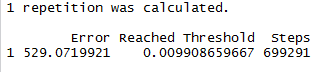 1 repetition was calculated.
Error Reached Threshold Steps
1 529.0719921 0.009908659667 699291